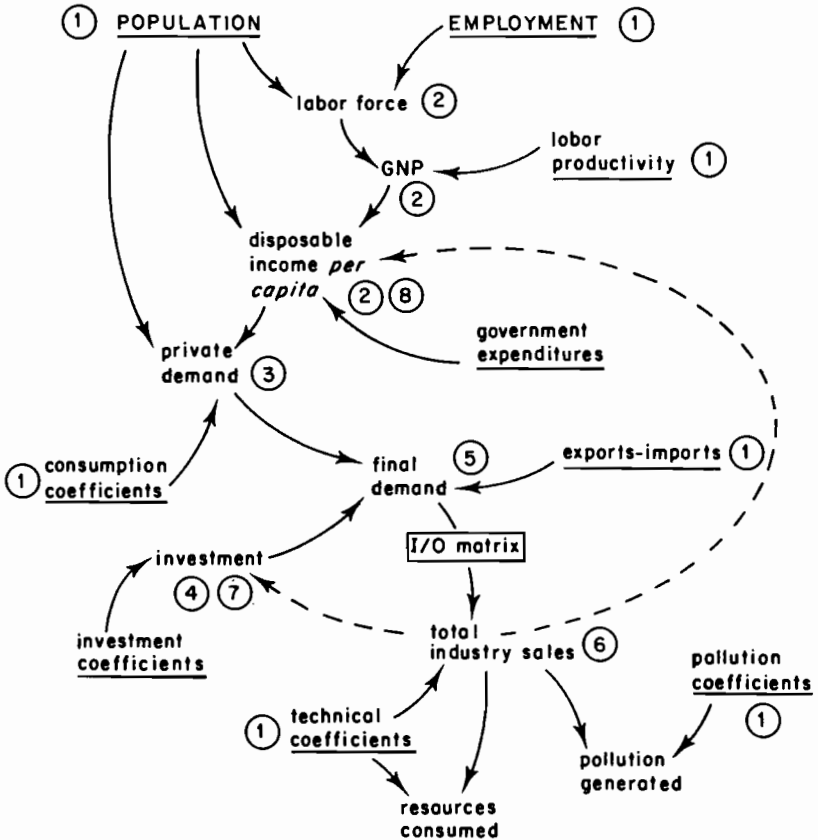 ① POPULATION
EMPLOYMENT ①
labor force ②
lobor
productivity ①
GNP
②
disposable
income per
capita ② ⑧
government
expenditures
private
demand ③
① consumption
coefficients
final
demand ⑤
exports-imports ①
I/O matrix
investment
④ ⑦
investment
coefficients
total
industry sales ⑥
pollution
coefficients
①
① technical
coefficients
pollution
generated
resources
consumed